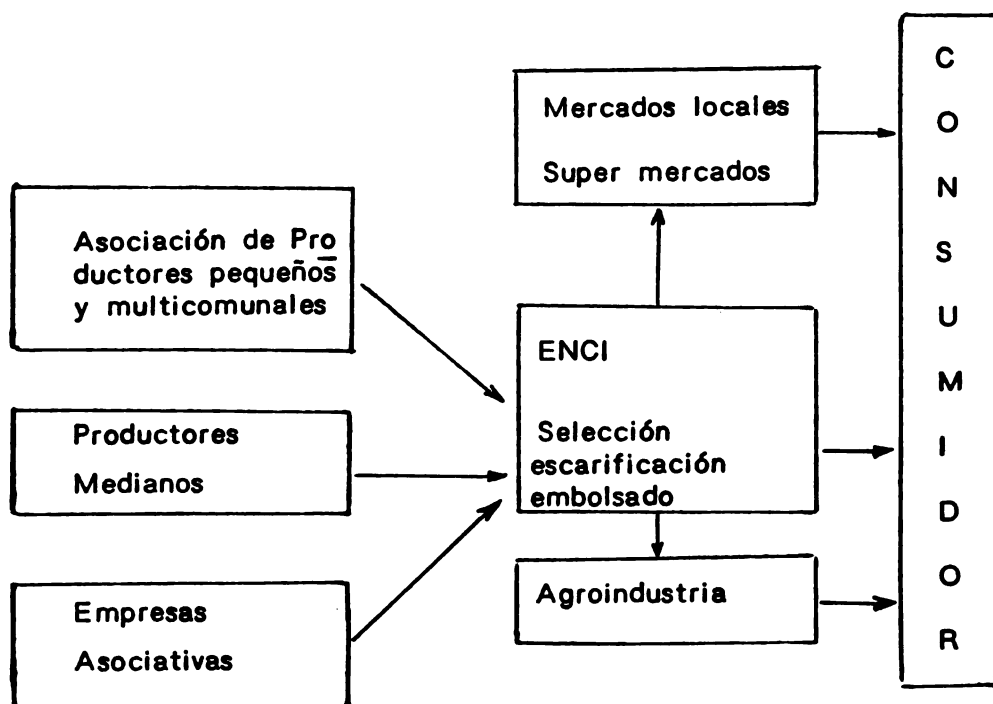 Asociación de Pro
ductores pequeños
y multicomunales
Productores
Medianos
Empresas
Asociativas
Mercados locales
Super mercados
ENCI
Selección
escarificación
embolsado
Agroindustria
C
O
N
S
U
M
I
D
O
R